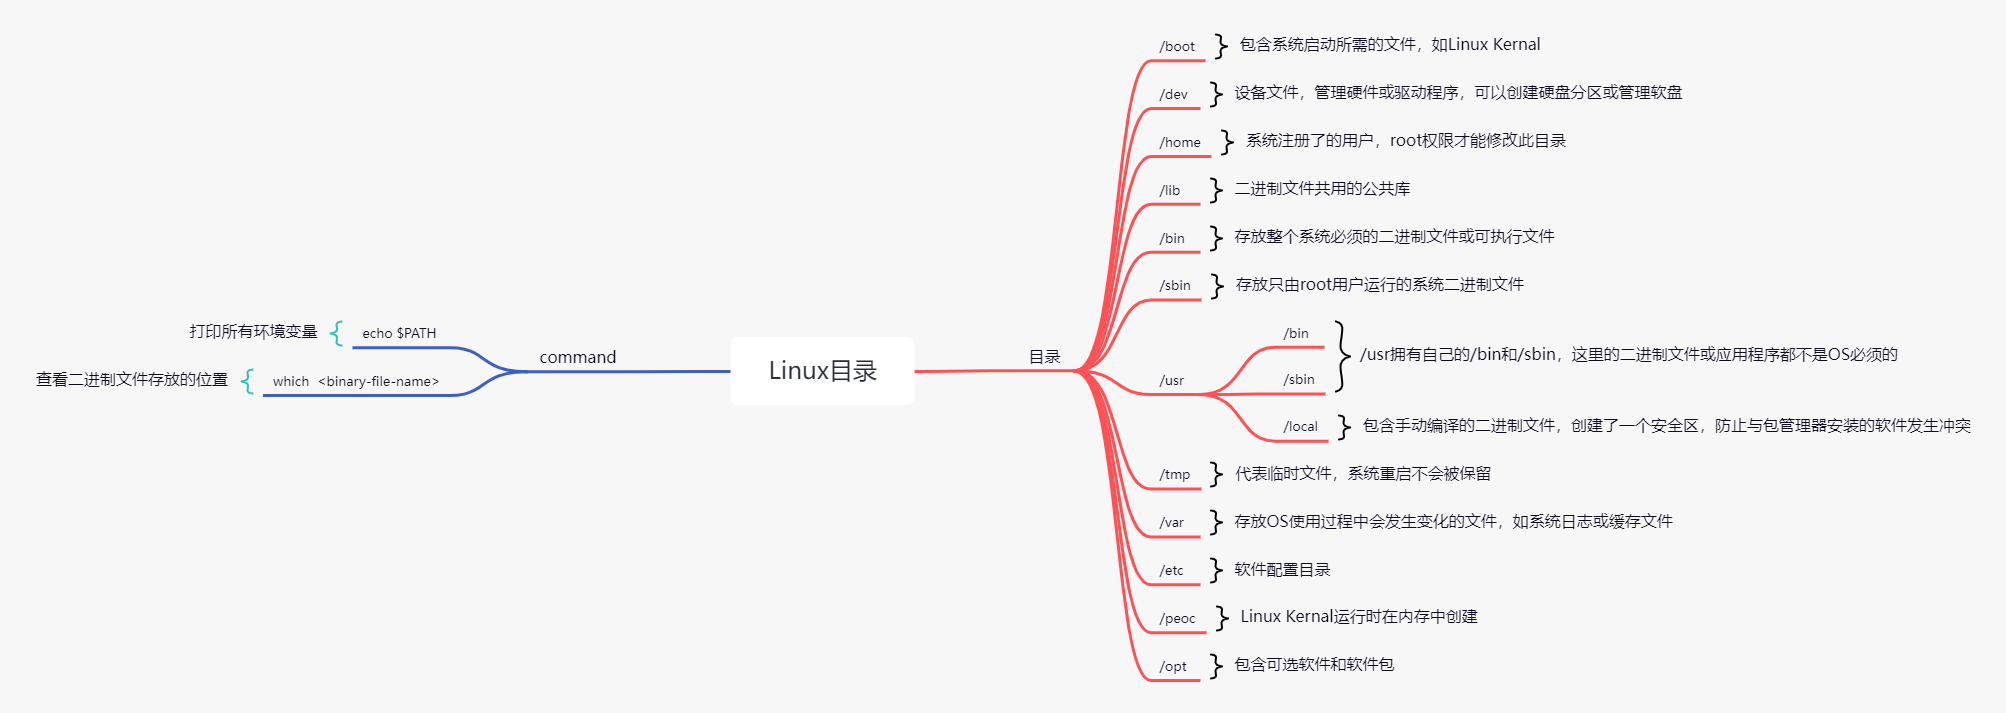 Linux目录
command
echo $PATH
打印所有环境变量
which <binary-file-name>
查看二进制文件存放的位置
目录
/boot
包含系统启动所需的文件，如Linux Kernal
/dev
设备文件，管理硬件或驱动程序，可以创建硬盘分区或管理软盘
/home
系统注册了的用户，root权限才能修改此目录
/lib
二进制文件共用的公共库
/bin
存放整个系统必须的二进制文件或可执行文件
/sbin
存放只由root用户运行的系统二进制文件
/usr
/bin
/sbin
/usr拥有自己的/bin和/sbin，这里的二进制文件或应用程序都不是OS必须的
/local
包含手动编译的二进制文件，创建了一个安全区，防止与包管理器安装的软件发生冲突
/tmp
代表临时文件，系统重启不会被保留
/var
存放OS使用过程中会发生变化的文件，如系统日志或缓存文件
/etc
软件配置目录
/peoc
Linux Kernal运行时在内存中创建
/opt
包含可选软件和软件包